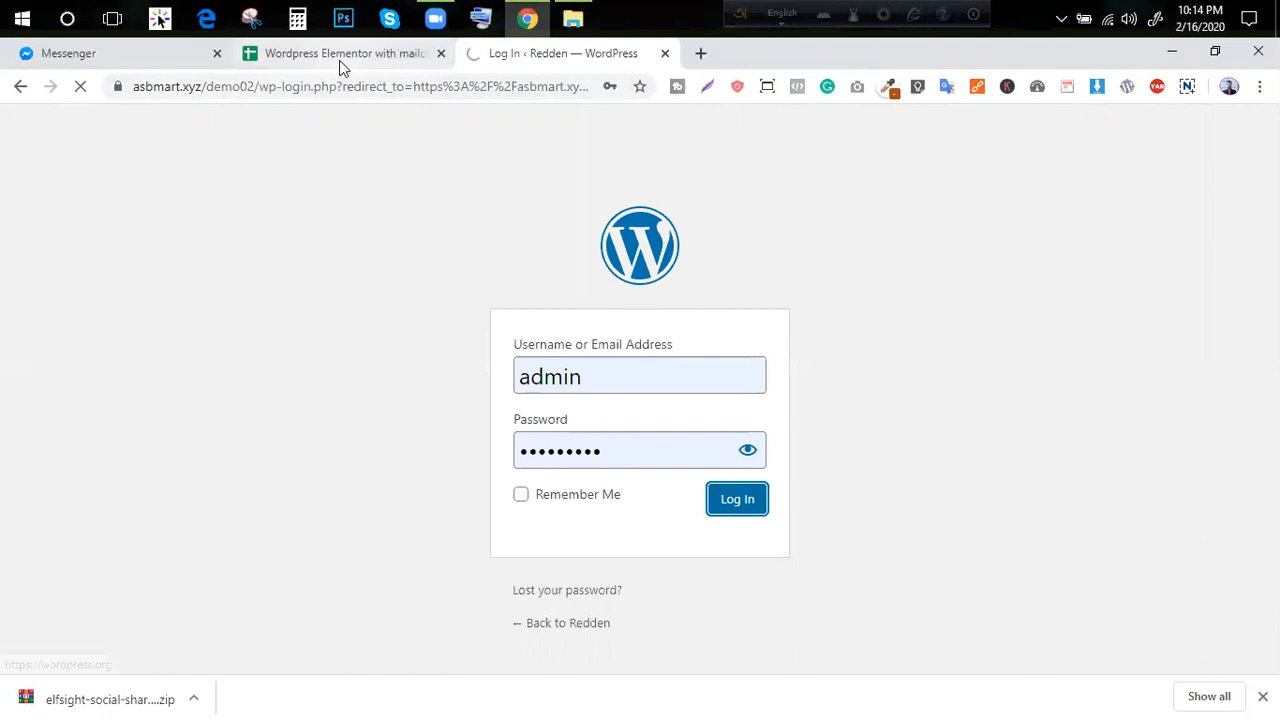 English
10:14 PM
2/16/2020
Messenger
Wordpress Elementor with mailc
Log In ‹ Redden — WordPress
asbmart.xyz/demo02/wp-login.php?redirect_to=https%3A%2F%2Fasbmart.xy...
Username or Email Address
admin
Password
•••••••••
Remember Me
Log In
Lost your password?
← Back to Redden
https://wordpress.org
elfsight-social-shar....zip
Show all